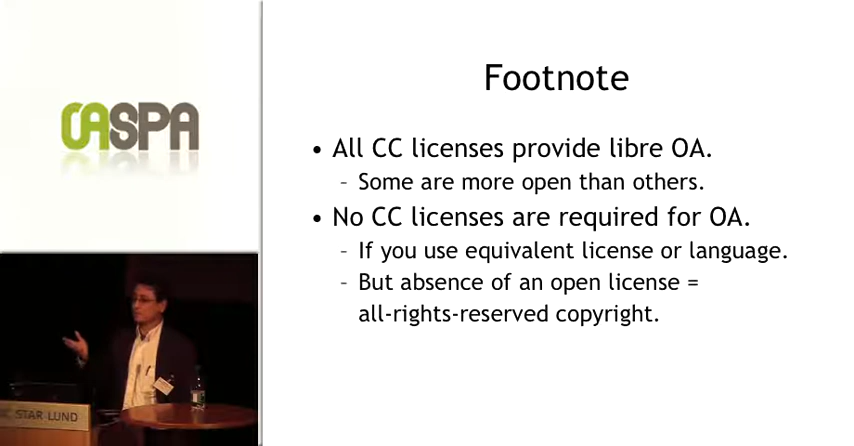 OASPA
Footnote
• All CC licenses provide libre OA.
- Some are more open than others.
• No CC licenses are required for OA.
- If you use equivalent license or language.
- But absence of an open license =
all-rights-reserved copyright.
IC STAR LUND